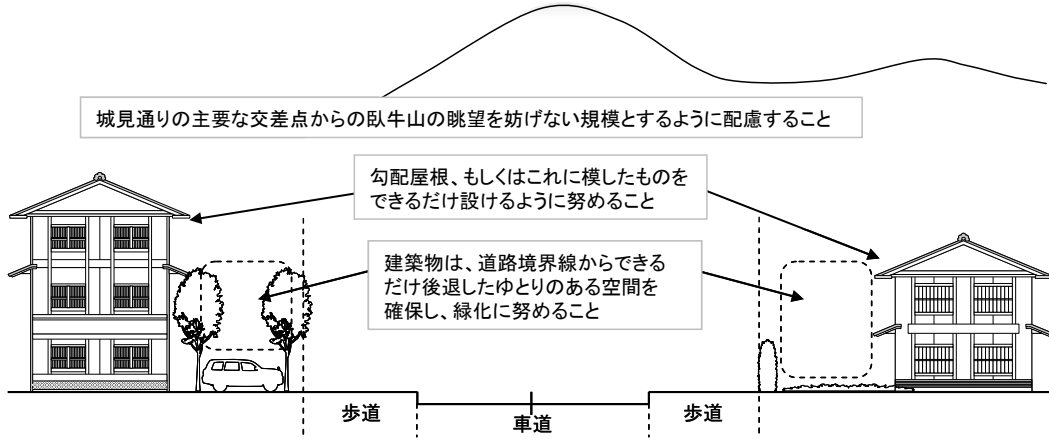 城見通りの主要な交差点からの臥牛山の眺望を妨げない規模とするように配慮すること
勾配屋根、もしくはこれに模したものを
できるだけ設けるように努めること
建築物は、道路境界線からできる
だけ後退したゆとりのある空間を
確保し、緑化に努めること
歩道
車道
歩道